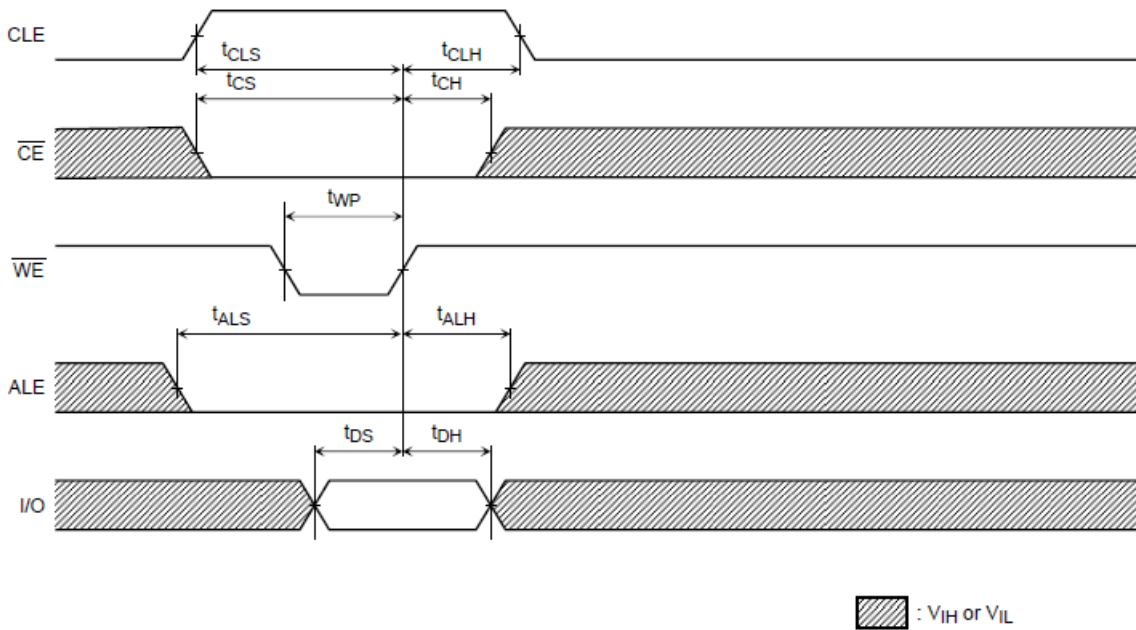 CLE
tCLS tCLH
tCS tCH
CE
tWP
WE
tALS tALH
ALE
tDS tDH
I/O
: VIH or VIL